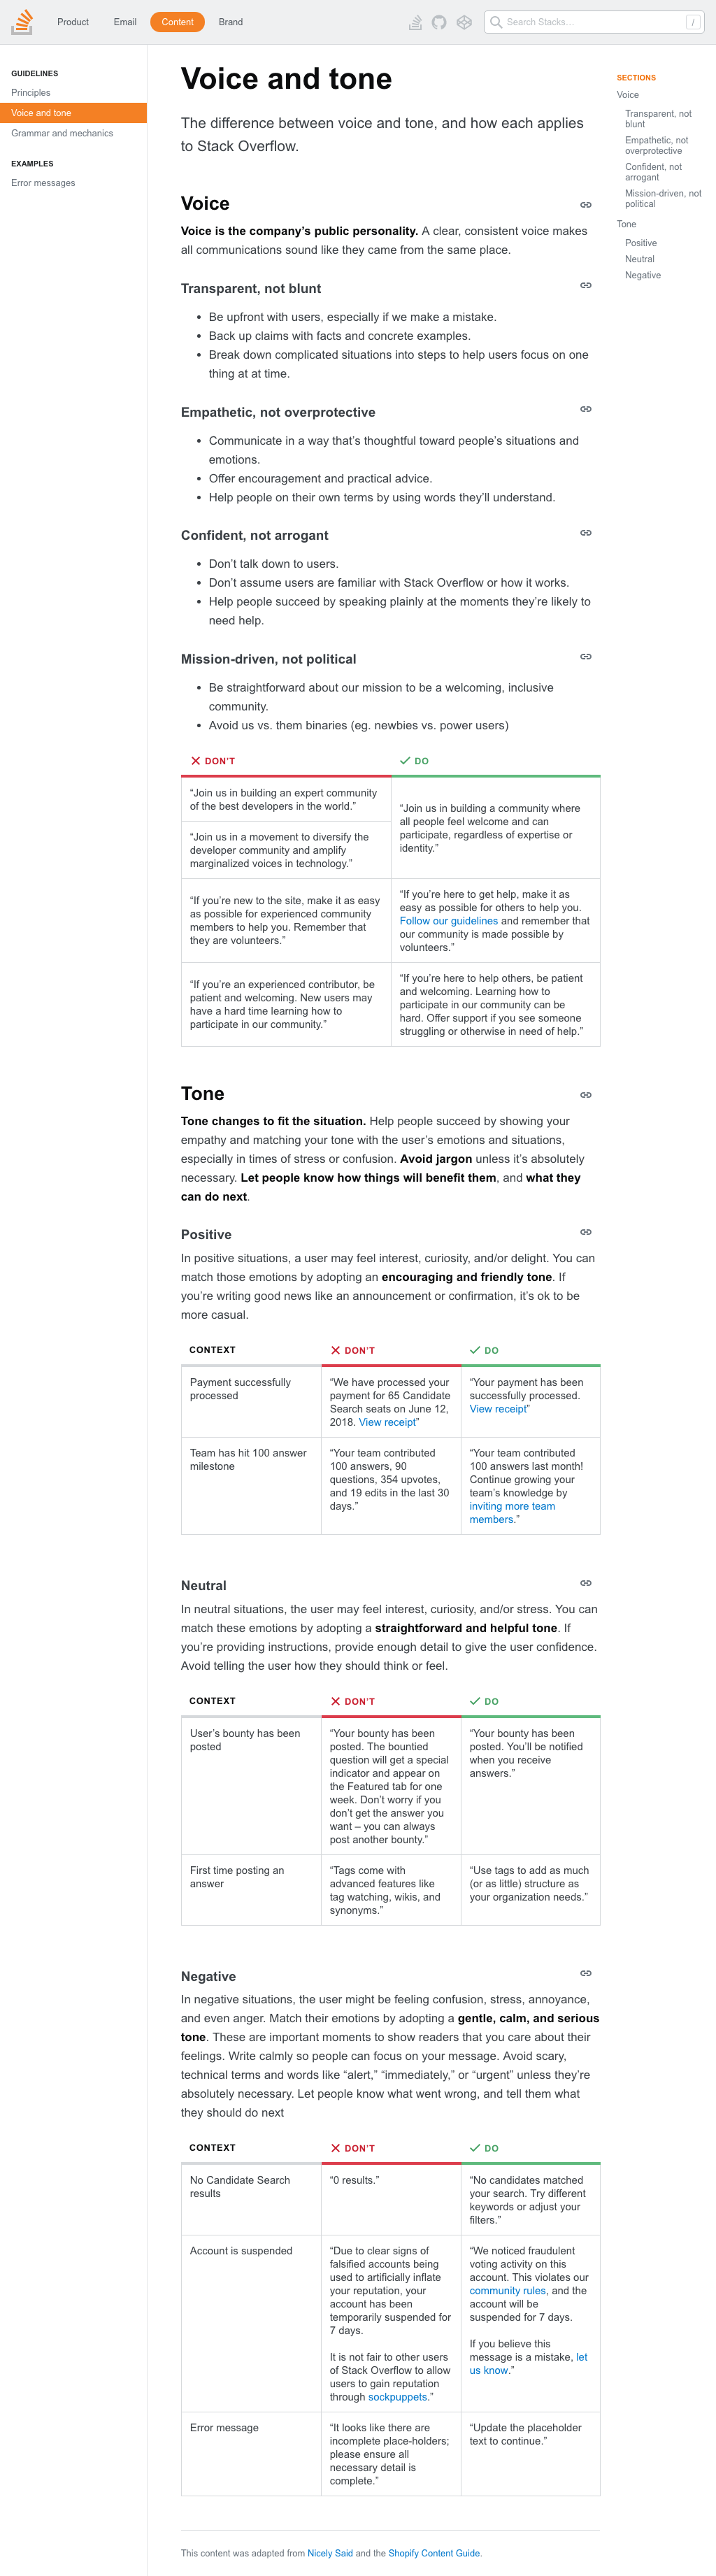 Product Email Content Brand
Search Stacks… /
GUIDELINES
Principles
Voice and tone
Grammar and mechanics
EXAMPLES
Error messages
Voice and tone
The difference between voice and tone, and how each applies
to Stack Overflow.
Voice
Voice is the company’s public personality. A clear, consistent voice makes
all communications sound like they came from the same place.
Transparent, not blunt
• Be upfront with users, especially if we make a mistake.
• Back up claims with facts and concrete examples.
• Break down complicated situations into steps to help users focus on one
thing at at time.
Empathetic, not overprotective
• Communicate in a way that’s thoughtful toward people’s situations and
emotions.
• Offer encouragement and practical advice.
• Help people on their own terms by using words they’ll understand.
Confident, not arrogant
• Don’t talk down to users.
• Don’t assume users are familiar with Stack Overflow or how it works.
• Help people succeed by speaking plainly at the moments they’re likely to
need help.
Mission-driven, not political
• Be straightforward about our mission to be a welcoming, inclusive
community.
• Avoid us vs. them binaries (eg. newbies vs. power users)
DON’T
DO
“Join us in building an expert community
of the best developers in the world.”
“Join us in a movement to diversify the
developer community and amplify
marginalized voices in technology.”
“Join us in building a community where
all people feel welcome and can
participate, regardless of expertise or
identity.”
“If you’re new to the site, make it as easy
as possible for experienced community
members to help you. Remember that
they are volunteers.”
“If you’re here to get help, make it as
easy as possible for others to help you.
Follow our guidelines and remember that
our community is made possible by
volunteers.”
“If you’re an experienced contributor, be
patient and welcoming. New users may
have a hard time learning how to
participate in our community.”
“If you’re here to help others, be patient
and welcoming. Learning how to
participate in our community can be
hard. Offer support if you see someone
struggling or otherwise in need of help.”
Tone
Tone changes to fit the situation. Help people succeed by showing your
empathy and matching your tone with the user’s emotions and situations,
especially in times of stress or confusion. Avoid jargon unless it’s absolutely
necessary. Let people know how things will benefit them, and what they
can do next.
Positive
In positive situations, a user may feel interest, curiosity, and/or delight. You can
match those emotions by adopting an encouraging and friendly tone. If
you’re writing good news like an announcement or confirmation, it’s ok to be
more casual.
CONTEXT
DON’T
DO
Payment successfully
processed
“We have processed your
payment for 65 Candidate
Search seats on June 12,
2018. View receipt”
“Your payment has been
successfully processed.
View receipt”
Team has hit 100 answer
milestone
“Your team contributed
100 answers, 90
questions, 354 upvotes,
and 19 edits in the last 30
days.”
“Your team contributed
100 answers last month!
Continue growing your
team’s knowledge by
inviting more team
members.”
Neutral
In neutral situations, the user may feel interest, curiosity, and/or stress. You can
match these emotions by adopting a straightforward and helpful tone. If
you’re providing instructions, provide enough detail to give the user confidence.
Avoid telling the user how they should think or feel.
CONTEXT
DON’T
DO
User’s bounty has been
posted
“Your bounty has been
posted. The bountied
question will get a special
indicator and appear on
the Featured tab for one
week. Don’t worry if you
don’t get the answer you
want – you can always
post another bounty.”
“Your bounty has been
posted. You’ll be notified
when you receive
answers.”
First time posting an
answer
“Tags come with
advanced features like
tag watching, wikis, and
synonyms.”
“Use tags to add as much
(or as little) structure as
your organization needs.”
Negative
In negative situations, the user might be feeling confusion, stress, annoyance,
and even anger. Match their emotions by adopting a gentle, calm, and serious
tone. These are important moments to show readers that you care about their
feelings. Write calmly so people can focus on your message. Avoid scary,
technical terms and words like “alert,” “immediately,” or “urgent” unless they’re
absolutely necessary. Let people know what went wrong, and tell them what
they should do next
CONTEXT
DON’T
DO
No Candidate Search
results
“0 results.”
“No candidates matched
your search. Try different
keywords or adjust your
filters.”
Account is suspended
“Due to clear signs of
falsified accounts being
used to artificially inflate
your reputation, your
account has been
temporarily suspended for
7 days.
It is not fair to other users
of Stack Overflow to allow
users to gain reputation
through sockpuppets.”
“We noticed fraudulent
voting activity on this
account. This violates our
community rules, and the
account will be
suspended for 7 days.
If you believe this
message is a mistake, let
us know.”
Error message
“It looks like there are
incomplete place-holders;
please ensure all
necessary detail is
complete.”
“Update the placeholder
text to continue.”
This content was adapted from Nicely Said and the Shopify Content Guide.
SECTIONS
Voice
Transparent, not
blunt
Empathetic, not
overprotective
Confident, not
arrogant
Mission-driven, not
political
Tone
Positive
Neutral
Negative